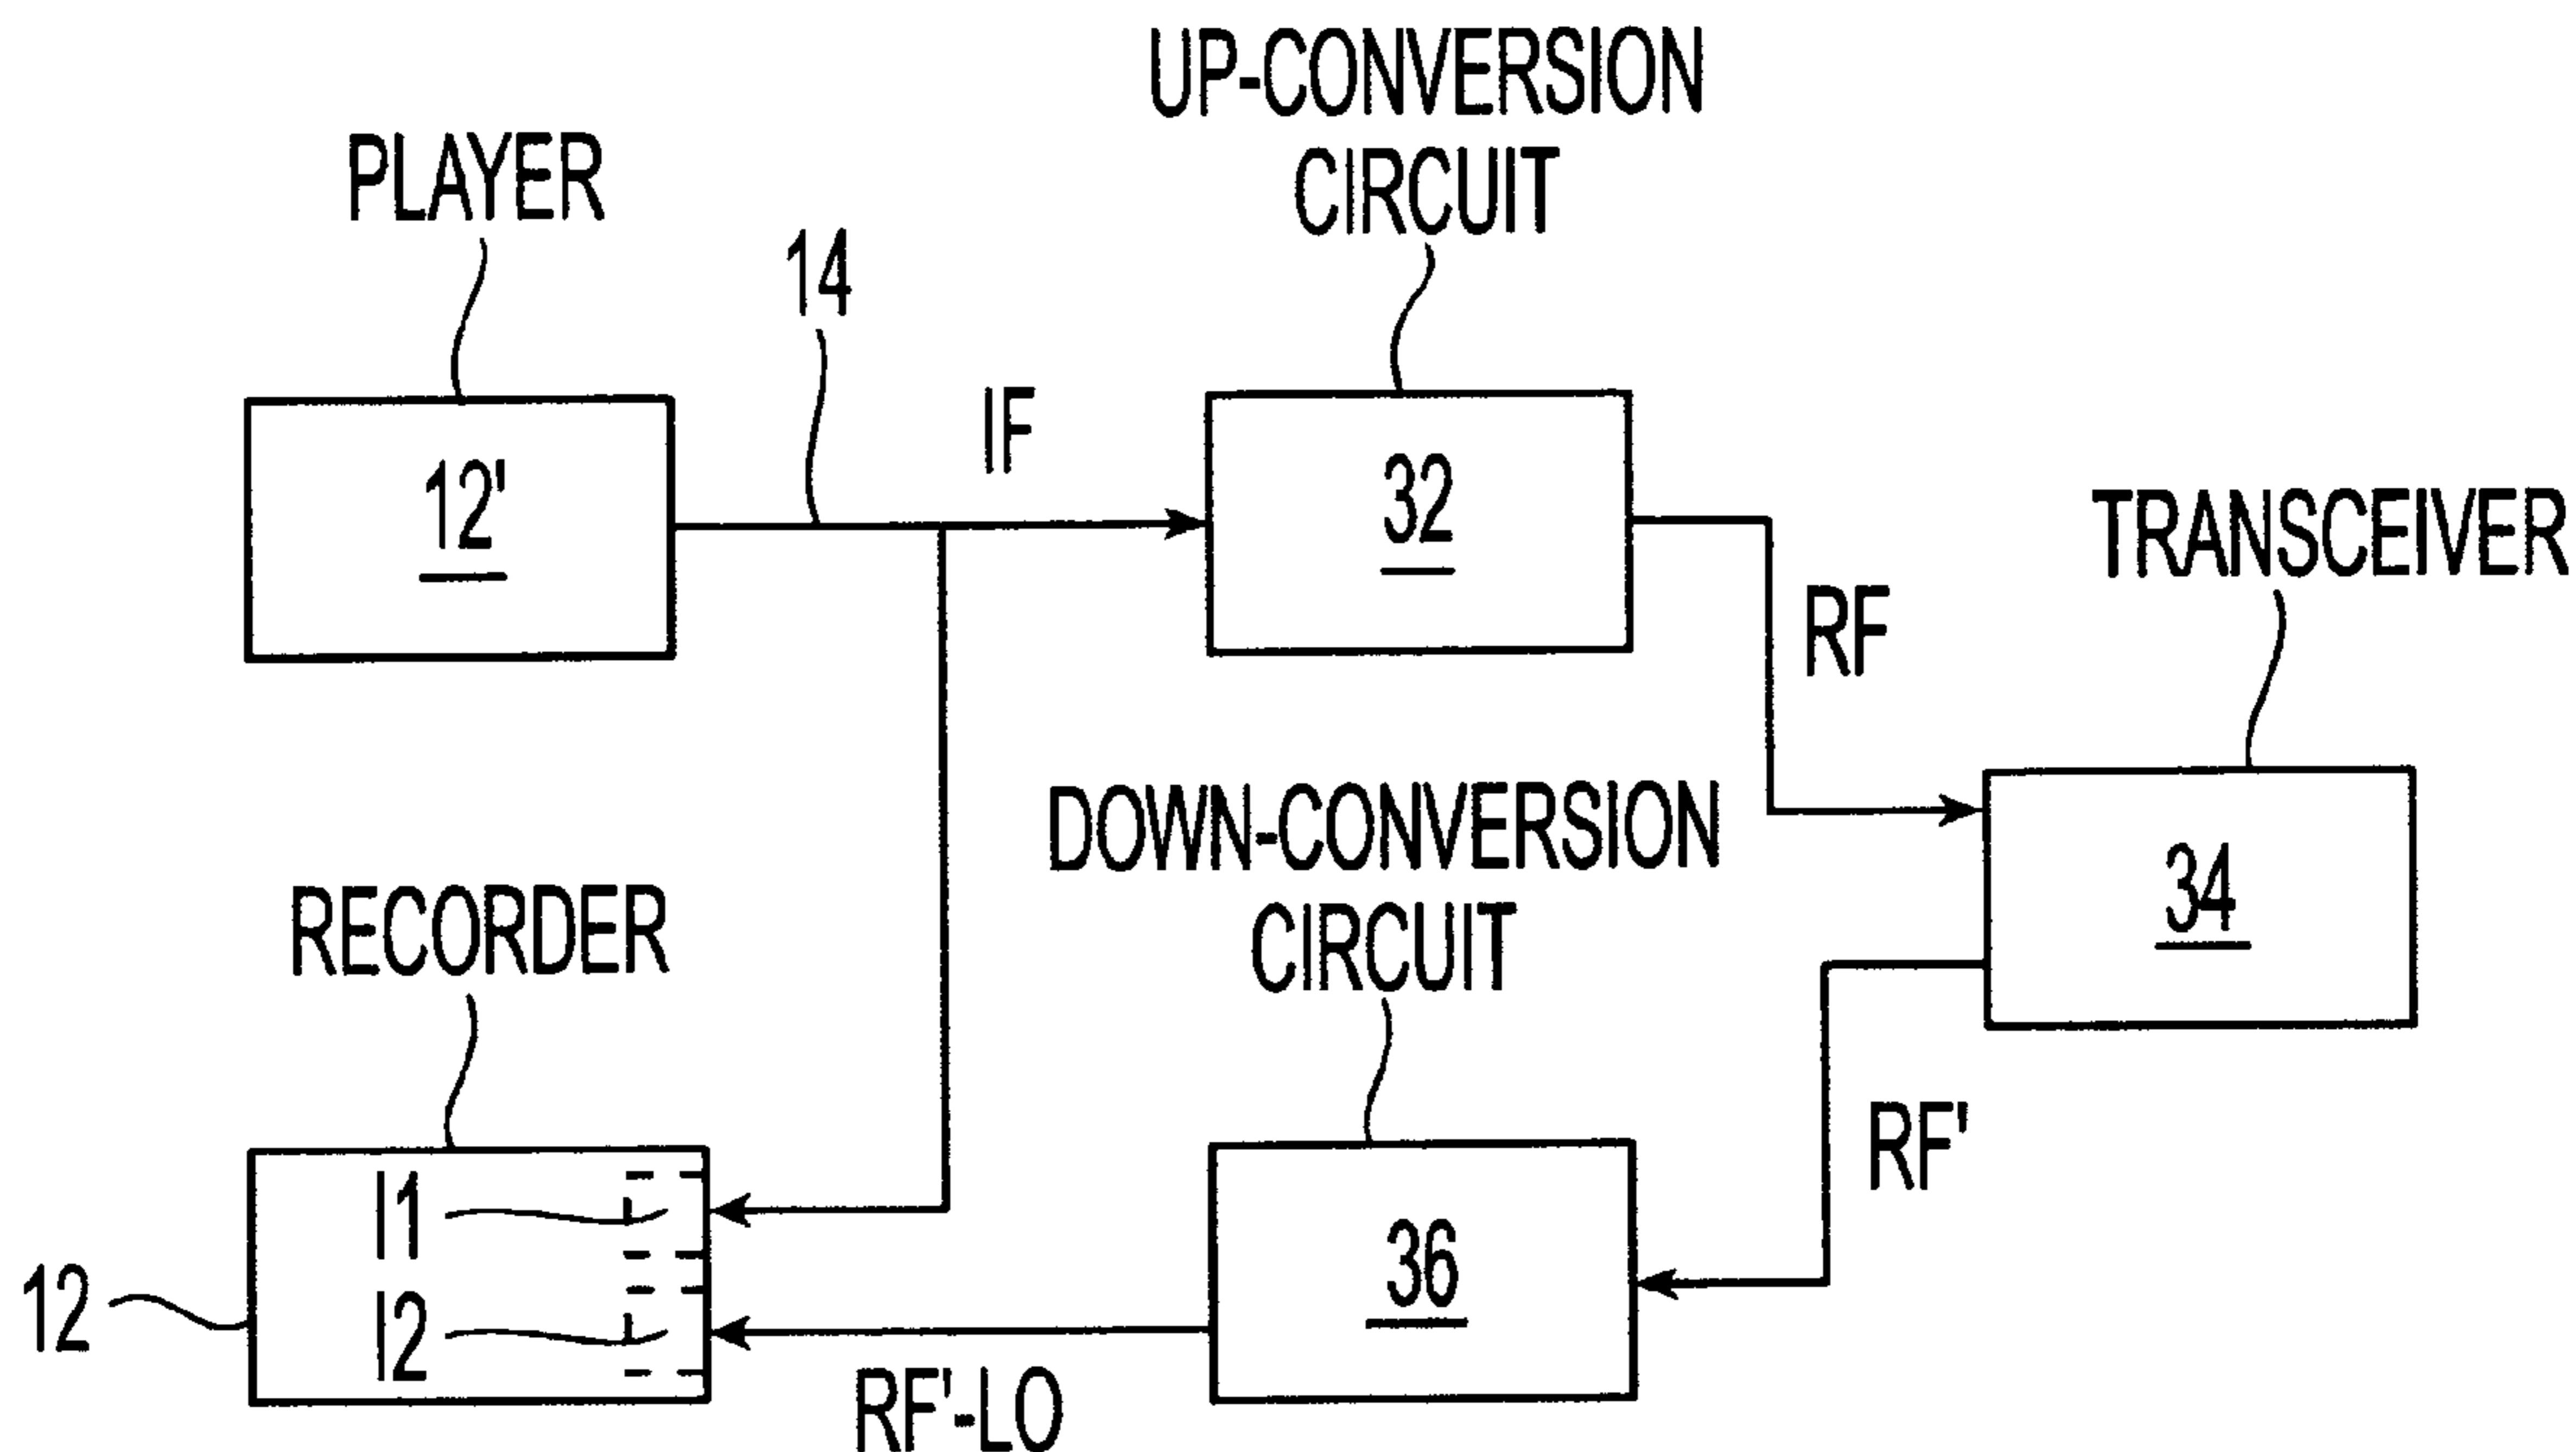 UP-CONVERSION
CIRCUIT
PLAYER
14
IF
12'
32
TRANSCEIVER
RF
DOWN-CONVERSION
CIRCUIT
34
RECORDER
RF'
I1
36
12
I2
RF'-LO